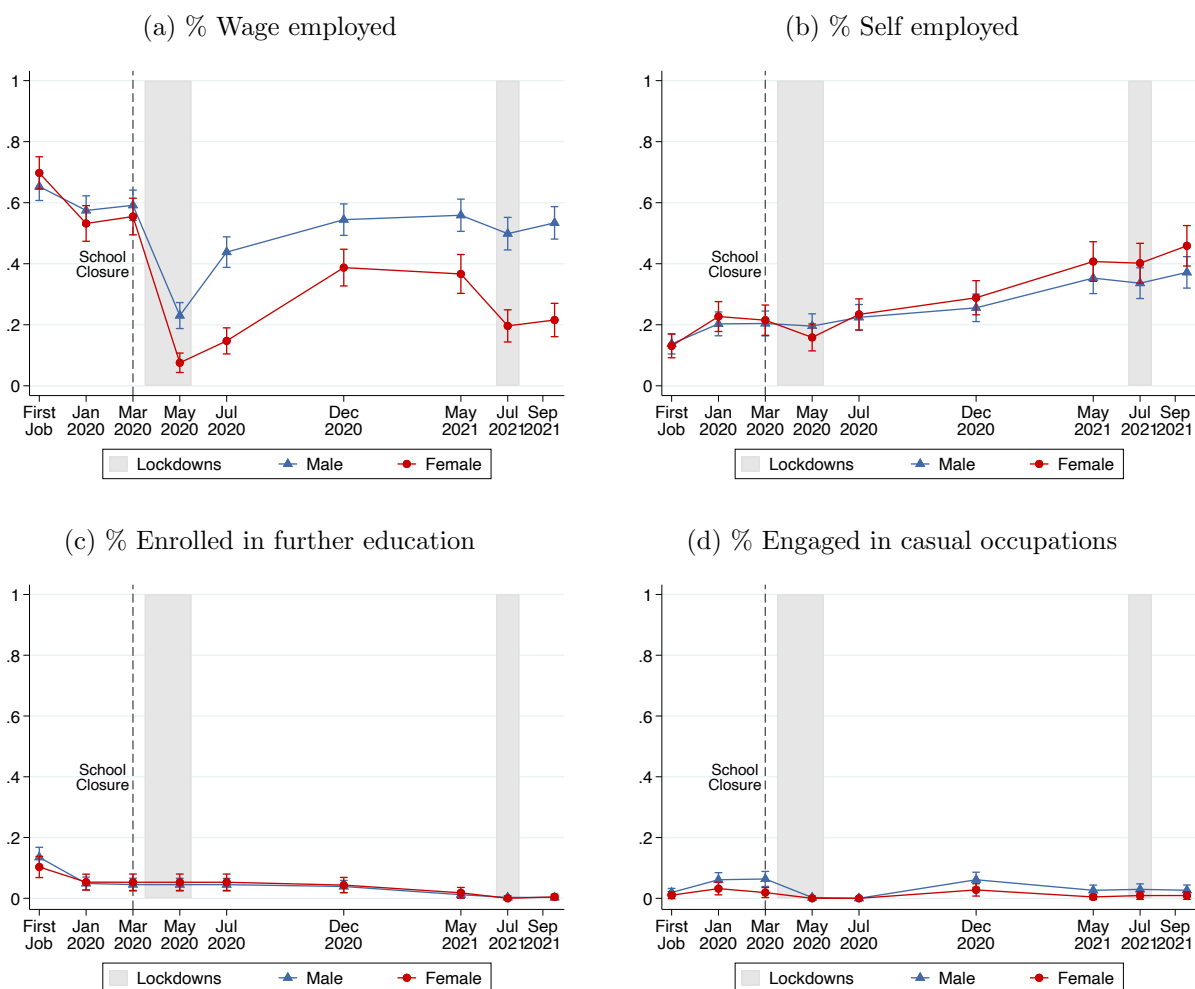 (a) % Wage employed
1
.8
.6
.4
.2
0
School
Closure
First Jan Mar May Jul Dec May Jul Sep
Job 2020 2020 2020 2020 2020 2021 2021 2021
Lockdowns Male Female
(b) % Self employed
1
.8
.6
.4
.2
0
School
Closure
First Jan Mar May Jul Dec May Jul Sep
Job 2020 2020 2020 2020 2020 2021 2021 2021
Lockdowns Male Female
(c) % Enrolled in further education
1
.8
.6
.4
.2
0
School
Closure
First Jan Mar May Jul Dec May Jul Sep
Job 2020 2020 2020 2020 2020 2021 2021 2021
Lockdowns Male Female
(d) % Engaged in casual occupations
1
.8
.6
.4
.2
0
School
Closure
First Jan Mar May Jul Dec May Jul Sep
Job 2020 2020 2020 2020 2020 2021 2021 2021
Lockdowns Male Female